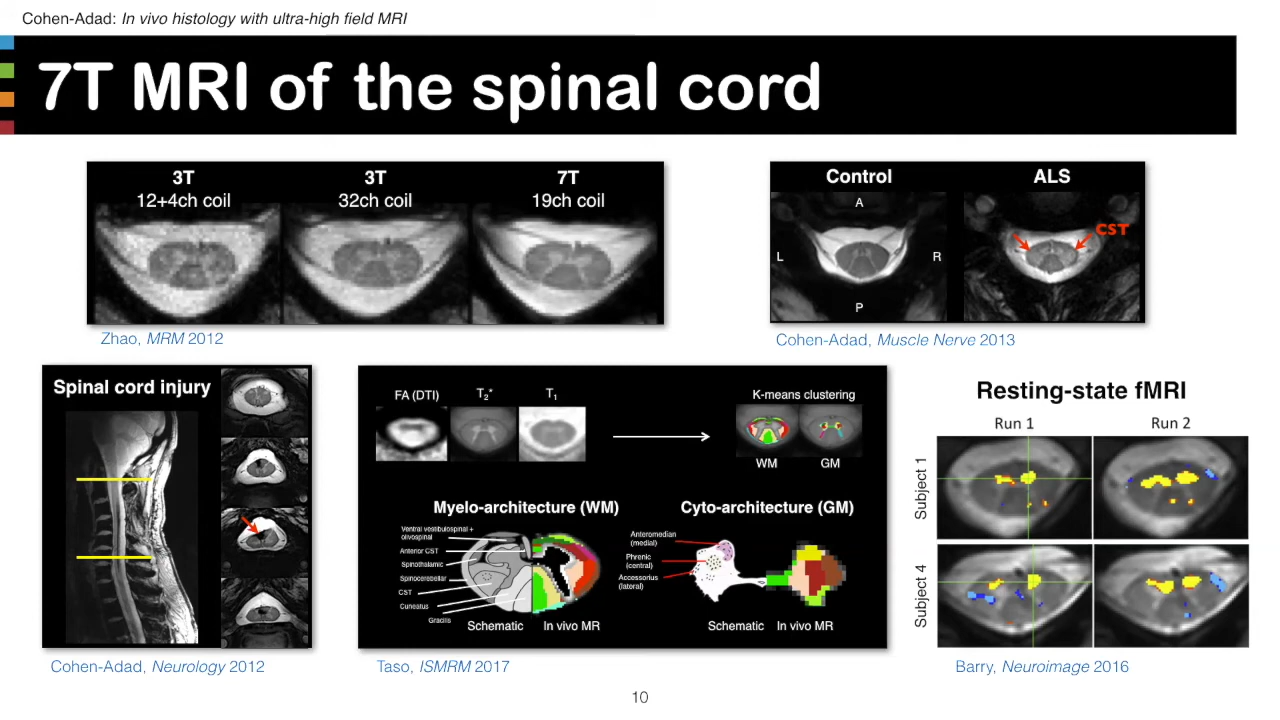 Cohen-Adad: In vivo histology with ultra-high field MRI
7T MRI of the spinal cord
3T
12+4ch coil
3T
32ch coil
7T
19ch coil
Zhao, MRM 2012
Control
ALS
A
L
R
P
CST
Cohen-Adad, Muscle Nerve 2013
Spinal cord injury
Cohen-Adad, Neurology 2012
FA (DTI)
T2*
T1
K-means clustering
WM
GM
Myelo-architecture (WM)
Ventral vestibulospinal +
olivospinal
Anterior CST
Spinothalamic
Spinocerebellar
CST
Cuneatus
Gracilis
Schematic
In vivo MR
Cyto-architecture (GM)
Anteromedian
(medial)
Phrenic
(central)
Accessorius
(lateral)
Schematic
In vivo MR
Taso, ISMRM 2017
Resting-state fMRI
Run 1
Run 2
Subject 1
Subject 4
Barry, Neuroimage 2016
10